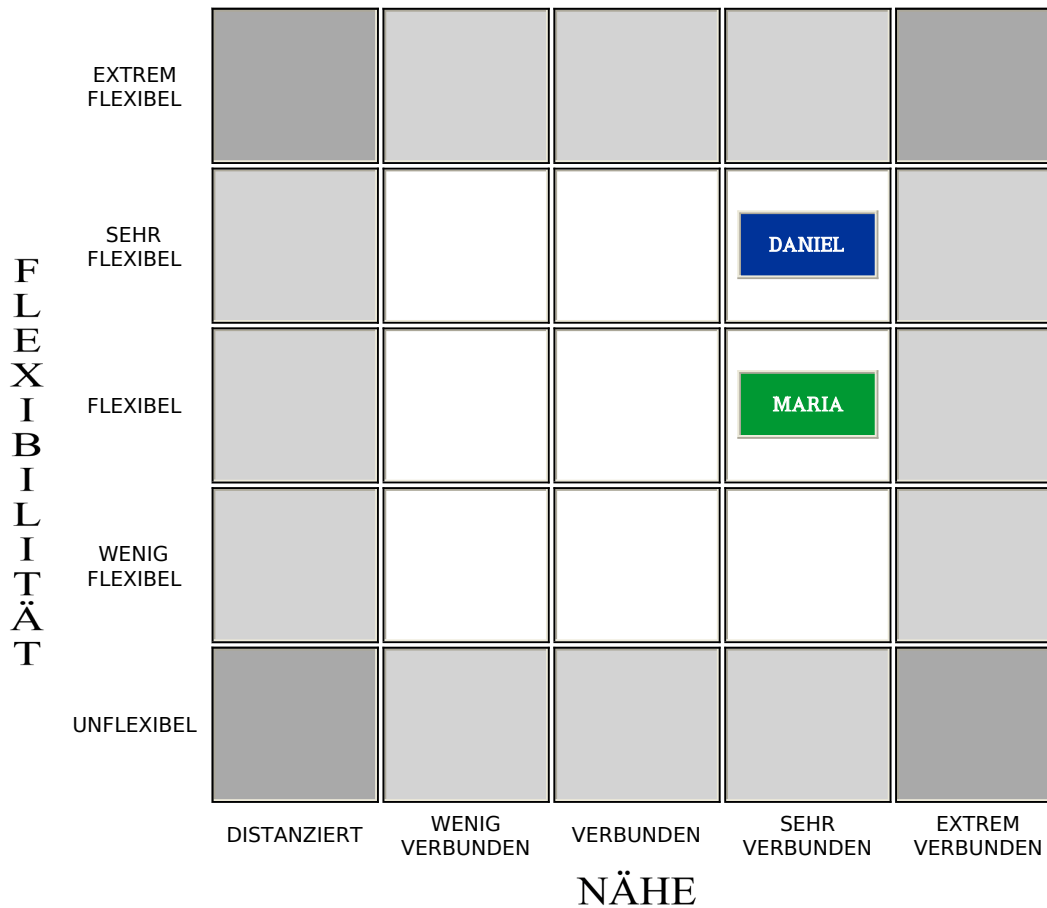 EXTREM
FLEXIBEL
SEHR
FLEXIBEL
DANIEL
FLEXIBILITÄT
FLEXIBEL
MARIA
WENIG
FLEXIBEL
UNFLEXIBEL
DISTANZIERT
WENIG
VERBUNDEN
VERBUNDEN
SEHR
VERBUNDEN
EXTREM
VERBUNDEN
NÄHE